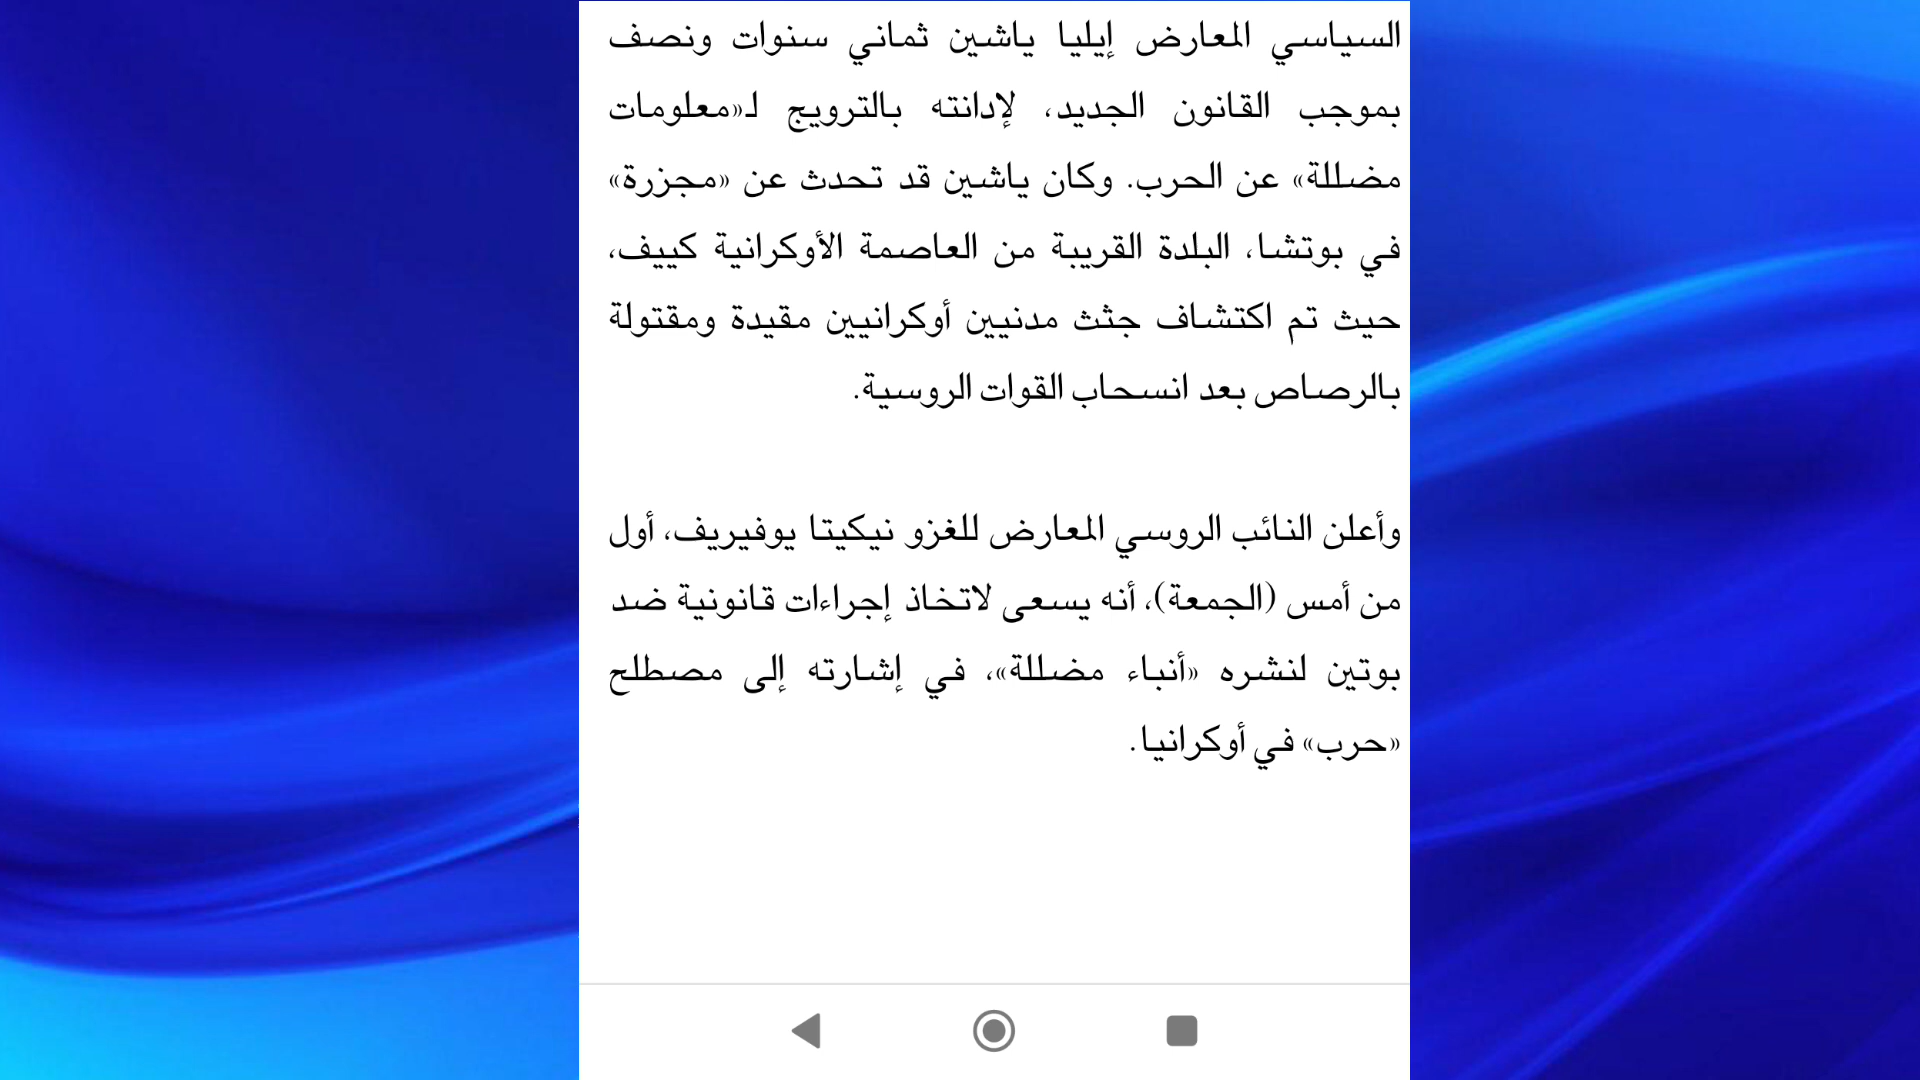 السياسي المعارض إيليا ياشين ثماني سنوات ونصف
بموجب القانون الجديد، لإدانته بالترويج لـ«معلومات
مضللة» عن الحرب. وكان ياشين قد تحدث عن «مجزرة»
في بوتشا، البلدة القريبة من العاصمة الأوكرانية كييف،
حيث تم اكتشاف جثث مدنيين أوكرانيين مقيدة ومقتولة
بالرصاص بعد انسحاب القوات الروسية.
وأعلن النائب الروسي المعارض للغزو نيكيتا يوفيريف، أول
من أمس (الجمعة)، أنه يسعى لاتخاذ إجراءات قانونية ضد
بوتين لنشره «أنباء مضللة»، في إشارته إلى مصطلح
«حرب» في أوكرانيا.